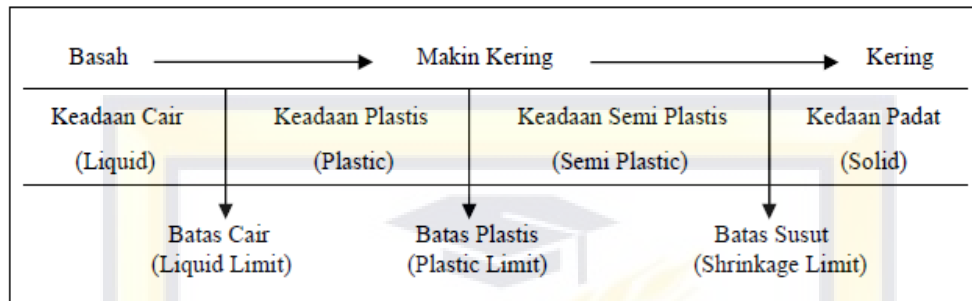 Basah Makin Kering Kering
Keadaan Cair Keadaan Plastis Keadaan Semi Plastis Kedaan Padat
(Liquid) (Plastic) (Semi Plastic) (Solid)
Batas Cair Batas Plastis Batas Susut
(Liquid Limit) (Plastic Limit) (Shrinkage Limit)